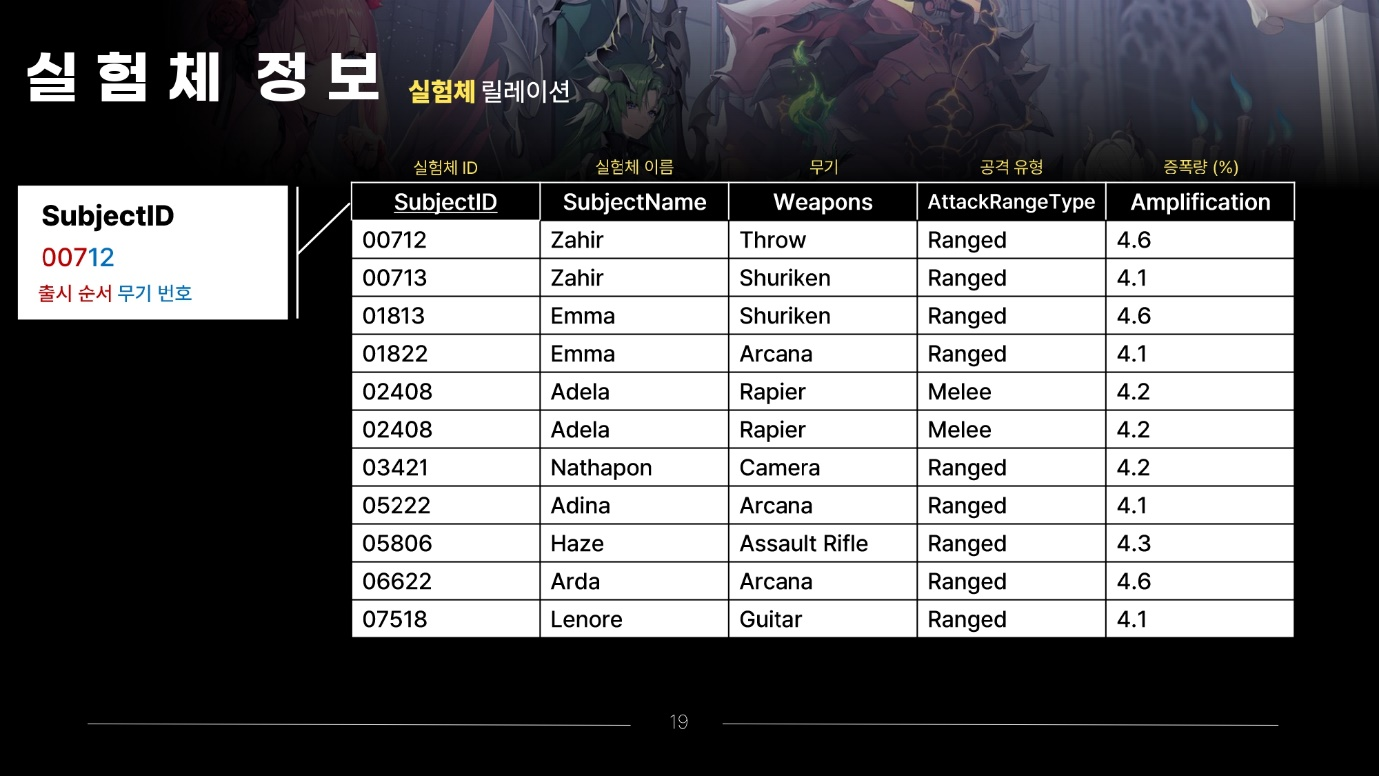 실험체 정보 실험체 릴레이션
실험체 ID 실험체 이름 무기 공격 유형 증폭량 (%)
SubjectID
00712
출시 순서 무기 번호
SubjectID SubjectName Weapons AttackRangeType Amplification
00712 Zahir Throw Ranged 4.6
00713 Zahir Shuriken Ranged 4.1
01813 Emma Shuriken Ranged 4.6
01822 Emma Arcana Ranged 4.1
02408 Adela Rapier Melee 4.2
02408 Adela Rapier Melee 4.2
03421 Nathapon Camera Ranged 4.2
05222 Adina Arcana Ranged 4.1
05806 Haze Assault Rifle Ranged 4.3
06622 Arda Arcana Ranged 4.6
07518 Lenore Guitar Ranged 4.1
19